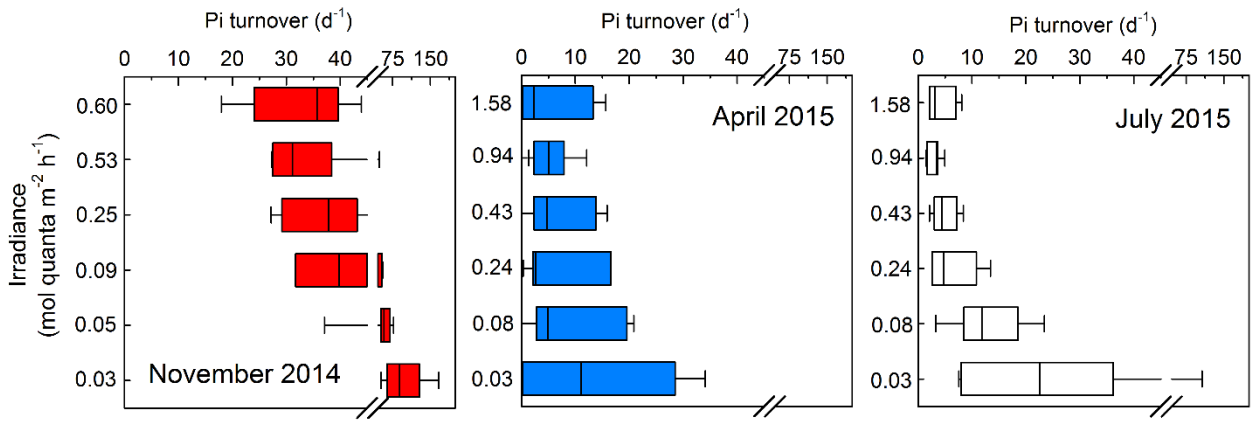 Pi turnover (d⁻¹) Pi turnover (d⁻¹) Pi turnover (d⁻¹)
0 10 20 30 40 75 150 0 10 20 30 40 75 150 0 10 20 30 40 75 150
Irradiance
(mol quanta m⁻² h⁻¹)
0.60
0.53
0.25
0.09
0.05
0.03
November 2014
1.58
0.94
0.43
0.24
0.08
0.03
April 2015
1.58
0.94
0.43
0.24
0.08
0.03
July 2015